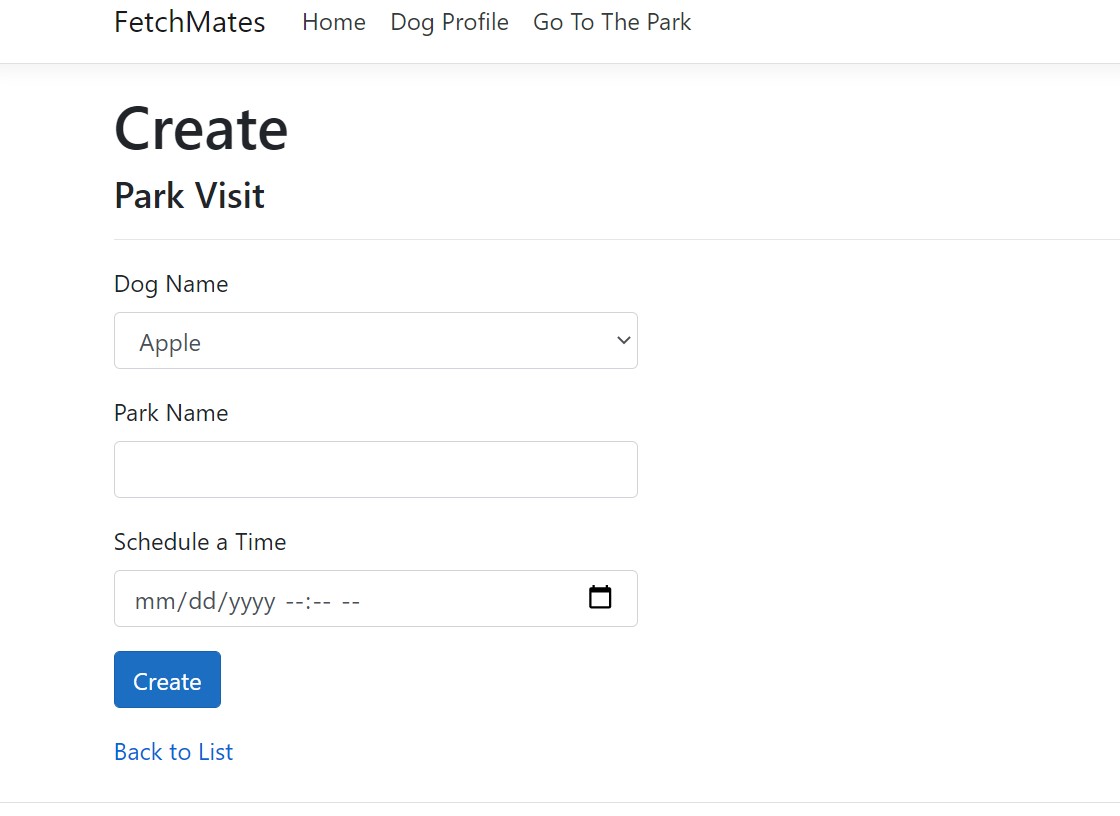 FetchMates Home Dog Profile Go To The Park
Create
Park Visit
Dog Name
Apple
Park Name
Schedule a Time
mm/dd/yyyy --:-- --
Create
Back to List